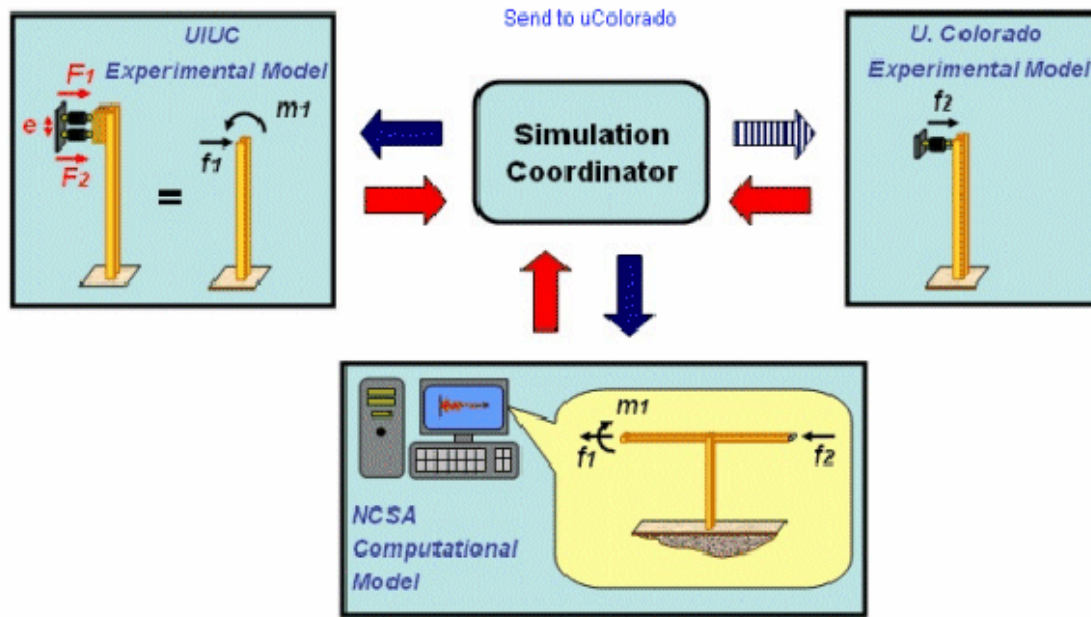 Send to uColorado
UIUC
Experimental Model
F1
e
F2
=
f1
m1
Simulation
Coordinator
U. Colorado
Experimental Model
f2
NCSA
Computational
Model
m1
f1
f2